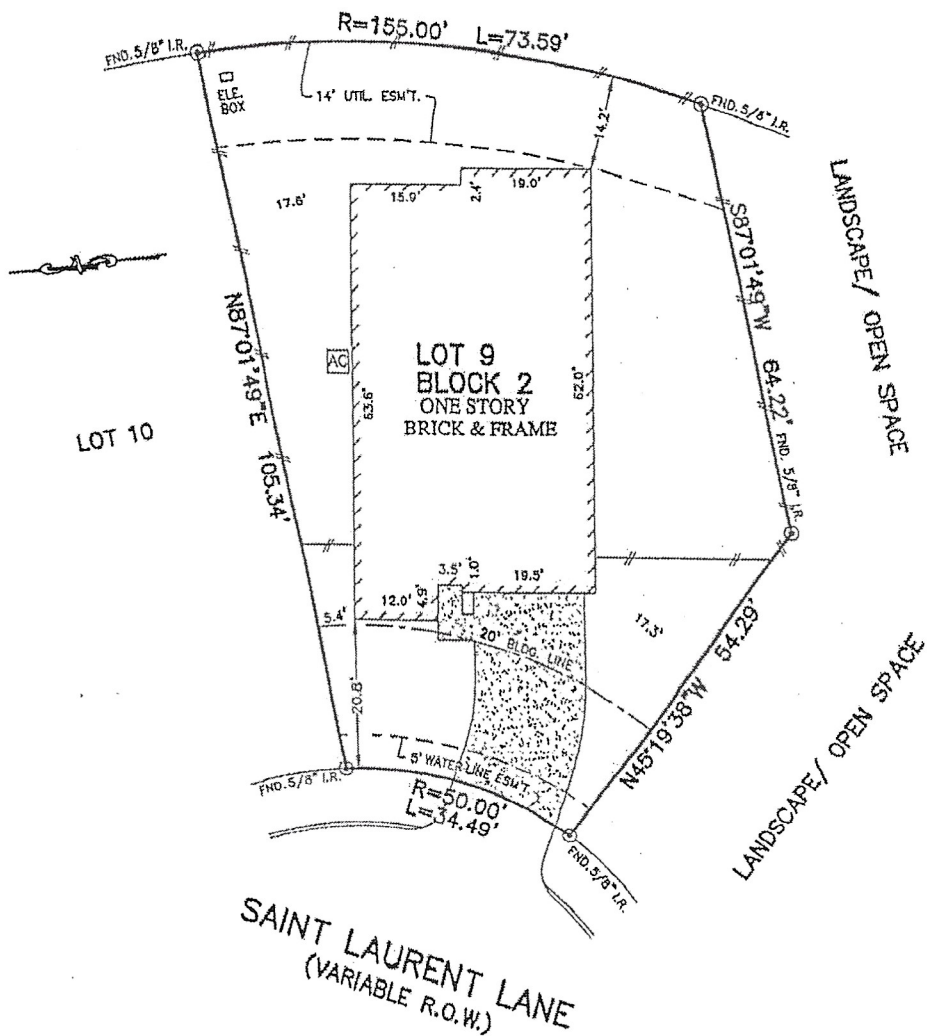 R=155.00' L=73.59'
FND. 5/8" I.R.
FND. 5/8" I.R.
ELE.
BOX
14' UTIL. ESM'T.
14.2'
17.6'
15.9'
2.4'
19.0'
LANDSCAPE/ OPEN SPACE
S87°01'49"W 64.22'
N87°01'49"E 105.34'
AC
63.6'
62.0'
LOT 9
BLOCK 2
ONE STORY
BRICK & FRAME
LOT 10
FND. 5/8" I.R.
3.5'
1.0'
19.5'
12.0'
4.9'
5.4'
17.3'
20' BLDG. LINE
20.8'
N45°19'38"W 54.29'
LANDSCAPE/ OPEN SPACE
5' WATER LINE ESM'T.
FND. 5/8" I.R.
R=50.00'
L=34.49'
FND. 5/8" I.R.
SAINT LAURENT LANE
(VARIABLE R.O.W.)